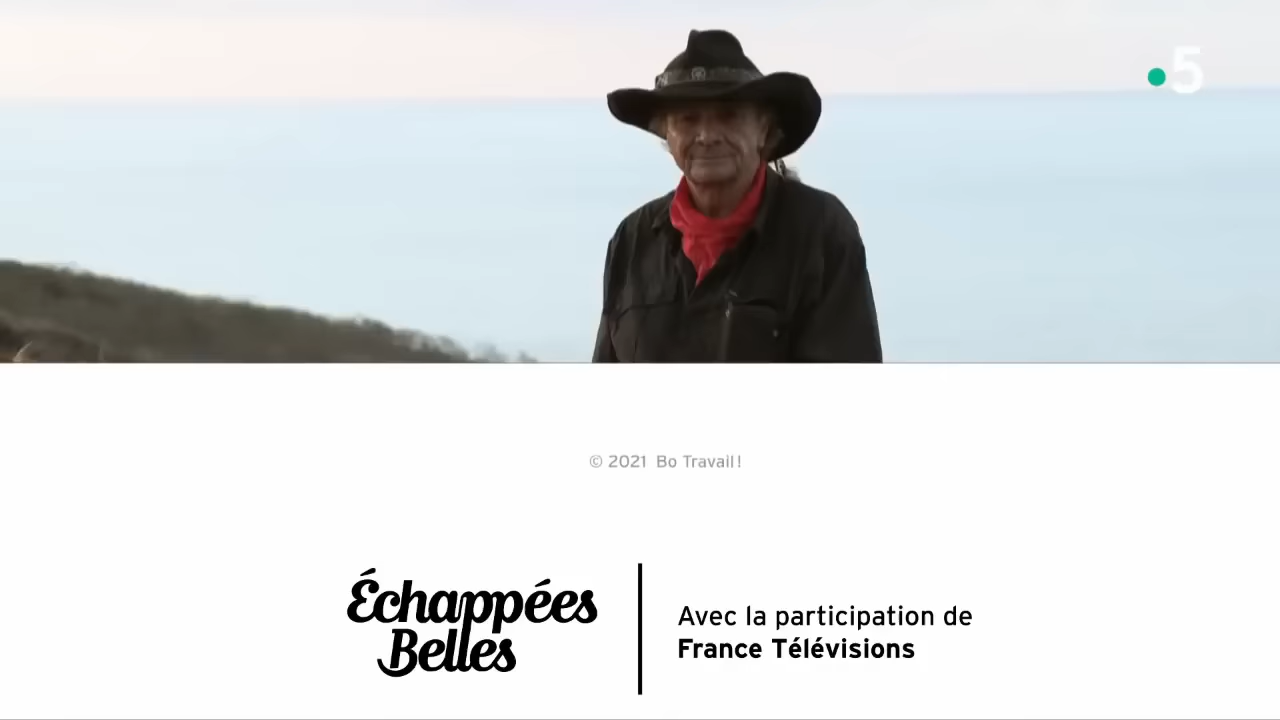 5
© 2021 Bo Travail!
Échappées
Belles
Avec la participation de
France Télévisions